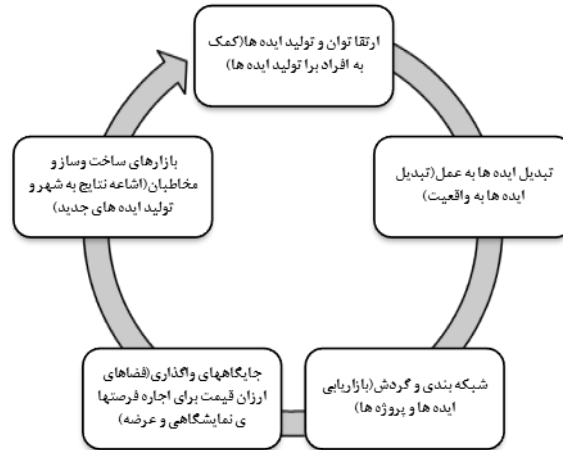 ارتقا توان و تولید ایده ها(کمک
به افراد برا تولید ایده ها)
تبدیل ایده ها به عمل(تبدیل
ایده ها به واقعیت)
شبکه بندی و گردش(بازاریابی
ایده ها و پروژه ها)
جایگاههای واگذاری(فضاهای
ارزان قیمت برای اجاره فرصتها
ی نمایشگاهی و عرضه)
بازارهای ساخت وساز و
مخاطبان(اشاعه نتایج به شهر و
تولید ایده های جدید)